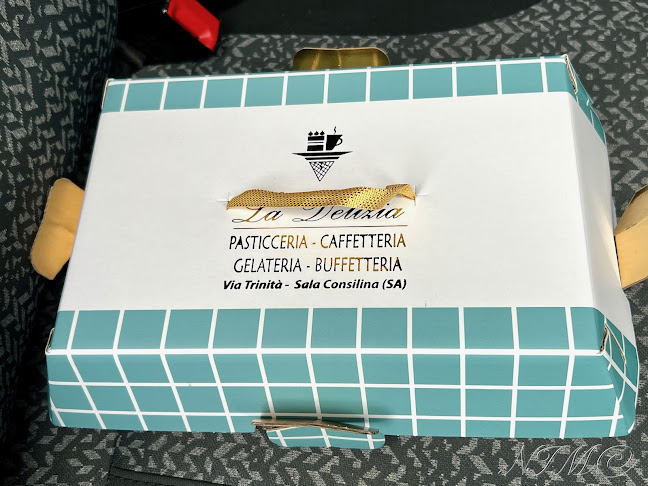 La Delizia
PASTICCERIA - CAFFETTERIA
GELATERIA - BUFFETTERIA
Via Trinità - Sala Consilina (SA)